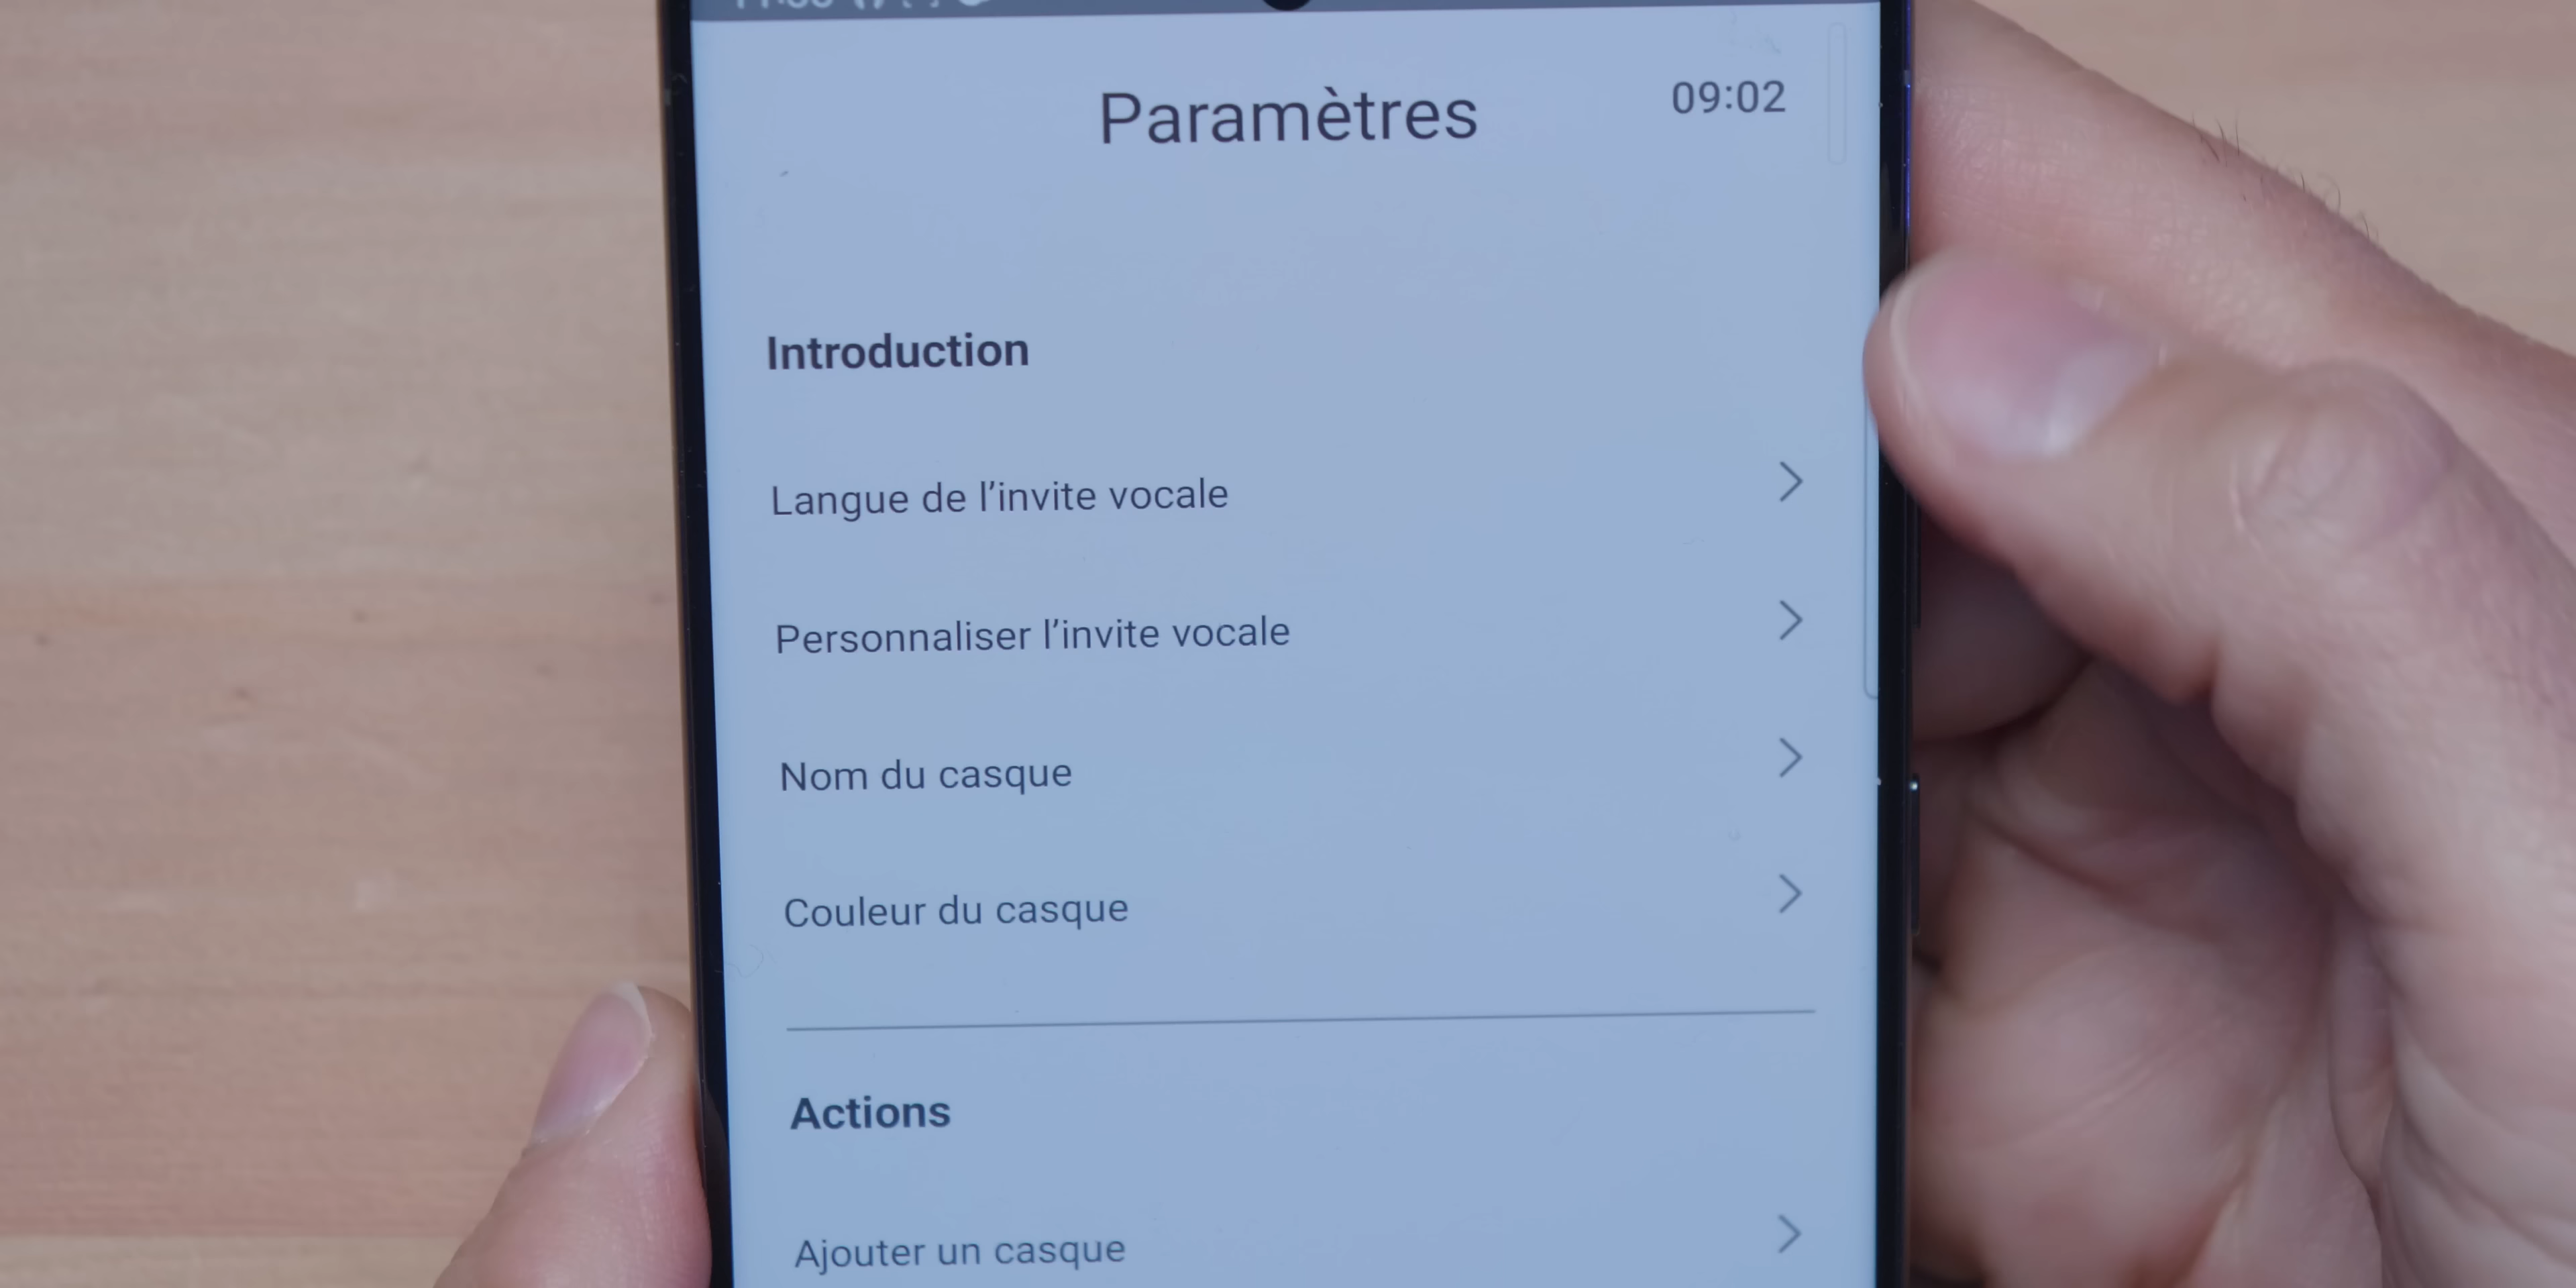 Paramètres
09:02
Introduction
Langue de l’invite vocale
Personnaliser l’invite vocale
Nom du casque
Couleur du casque
Actions
Ajouter un casque